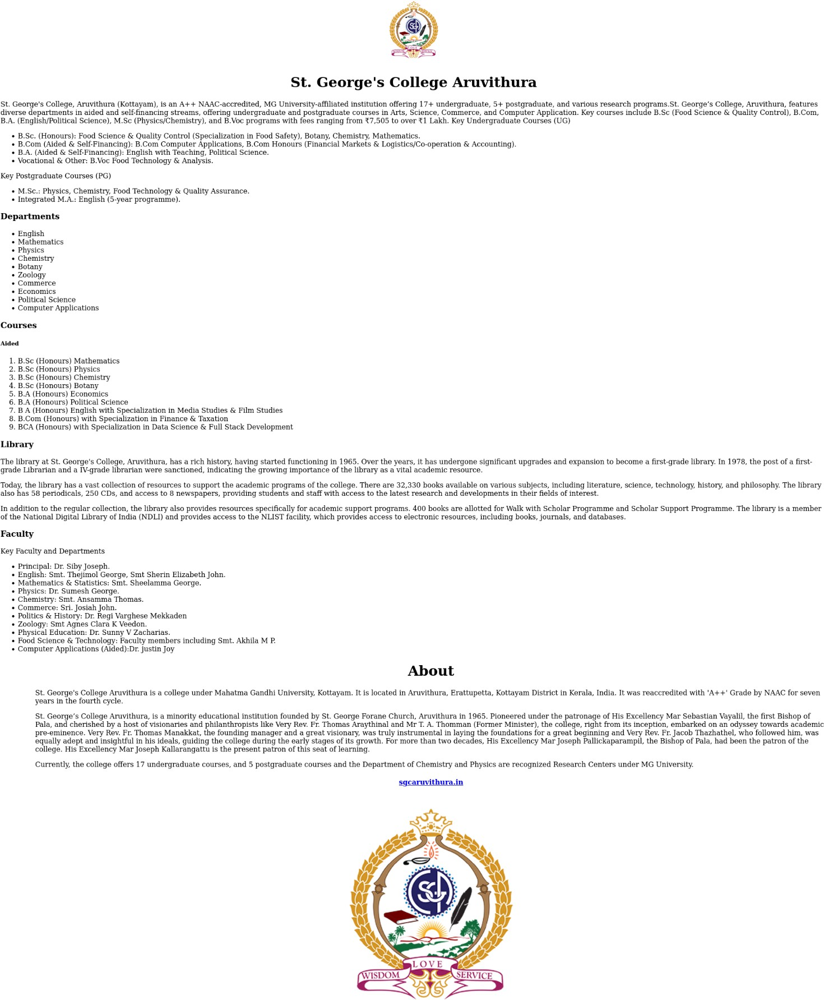 SGA
LOVE
WISDOM
SERVICE
St. George's College Aruvithura
St. George's College, Aruvithura (Kottayam), is an A++ NAAC-accredited, MG University-affiliated institution offering 17+ undergraduate, 5+ postgraduate, and various research programs.St. George’s College, Aruvithura, features
diverse departments in aided and self-financing streams, offering undergraduate and postgraduate courses in Arts, Science, Commerce, and Computer Application. Key courses include B.Sc (Food Science & Quality Control), B.Com,
B.A. (English/Political Science), M.Sc (Physics/Chemistry), and B.Voc programs with fees ranging from ₹7,505 to over ₹1 Lakh. Key Undergraduate Courses (UG)
• B.Sc. (Honours): Food Science & Quality Control (Specialization in Food Safety), Botany, Chemistry, Mathematics.
• B.Com (Aided & Self-Financing): B.Com Computer Applications, B.Com Honours (Financial Markets & Logistics/Co-operation & Accounting).
• B.A. (Aided & Self-Financing): English with Teaching, Political Science.
• Vocational & Other: B.Voc Food Technology & Analysis.
Key Postgraduate Courses (PG)
• M.Sc.: Physics, Chemistry, Food Technology & Quality Assurance.
• Integrated M.A.: English (5-year programme).
Departments
• English
• Mathematics
• Physics
• Chemistry
• Botany
• Zoology
• Commerce
• Economics
• Political Science
• Computer Applications
Courses
Aided
1. B.Sc (Honours) Mathematics
2. B.Sc (Honours) Physics
3. B.Sc (Honours) Chemistry
4. B.Sc (Honours) Botany
5. B.A (Honours) Economics
6. B.A (Honours) Political Science
7. B A (Honours) English with Specialization in Media Studies & Film Studies
8. B.Com (Honours) with Specialization in Finance & Taxation
9. BCA (Honours) with Specialization in Data Science & Full Stack Development
Library
The library at St. George's College, Aruvithura, has a rich history, having started functioning in 1965. Over the years, it has undergone significant upgrades and expansion to become a first-grade library. In 1978, the post of a first-
grade Librarian and a IV-grade librarian were sanctioned, indicating the growing importance of the library as a vital academic resource.
Today, the library has a vast collection of resources to support the academic programs of the college. There are 32,330 books available on various subjects, including literature, science, technology, history, and philosophy. The library
also has 58 periodicals, 250 CDs, and access to 8 newspapers, providing students and staff with access to the latest research and developments in their fields of interest.
In addition to the regular collection, the library also provides resources specifically for academic support programs. 400 books are allotted for Walk with Scholar Programme and Scholar Support Programme. The library is a member
of the National Digital Library of India (NDLI) and provides access to the NLIST facility, which provides access to electronic resources, including books, journals, and databases.
Faculty
Key Faculty and Departments
• Principal: Dr. Siby Joseph.
• English: Smt. Thejimol George, Smt Sherin Elizabeth John.
• Mathematics & Statistics: Smt. Sheelamma George.
• Physics: Dr. Sumesh George.
• Chemistry: Smt. Ansamma Thomas.
• Commerce: Sri. Josiah John.
• Politics & History: Dr. Regi Varghese Mekkaden
• Zoology: Smt Agnes Clara K Veedon.
• Physical Education: Dr. Sunny V Zacharias.
• Food Science & Technology: Faculty members including Smt. Akhila M P.
• Computer Applications (Aided):Dr. justin Joy
About
St. George's College Aruvithura is a college under Mahatma Gandhi University, Kottayam. It is located in Aruvithura, Erattupetta, Kottayam District in Kerala, India. It was reaccredited with 'A++' Grade by NAAC for seven
years in the fourth cycle.
St. George’s College Aruvithura, is a minority educational institution founded by St. George Forane Church, Aruvithura in 1965. Pioneered under the patronage of His Excellency Mar Sebastian Vayalil, the first Bishop of
Pala, and cherished by a host of visionaries and philanthropists like Very Rev. Fr. Thomas Araythinal and Mr T. A. Thomman (Former Minister), the college, right from its inception, embarked on an odyssey towards academic
pre-eminence. Very Rev. Fr. Thomas Manakkat, the founding manager and a great visionary, was truly instrumental in laying the foundations for a great beginning and Very Rev. Fr. Jacob Thazhathel, who followed him, was
equally adept and insightful in his ideals, guiding the college during the early stages of its growth. For more than two decades, His Excellency Mar Joseph Pallickaparampil, the Bishop of Pala, had been the patron of the
college. His Excellency Mar Joseph Kallarangattu is the present patron of this seat of learning.
Currently, the college offers 17 undergraduate courses, and 5 postgraduate courses and the Department of Chemistry and Physics are recognized Research Centers under MG University.
sgcaruvithura.in
SGA
LOVE
WISDOM
SERVICE